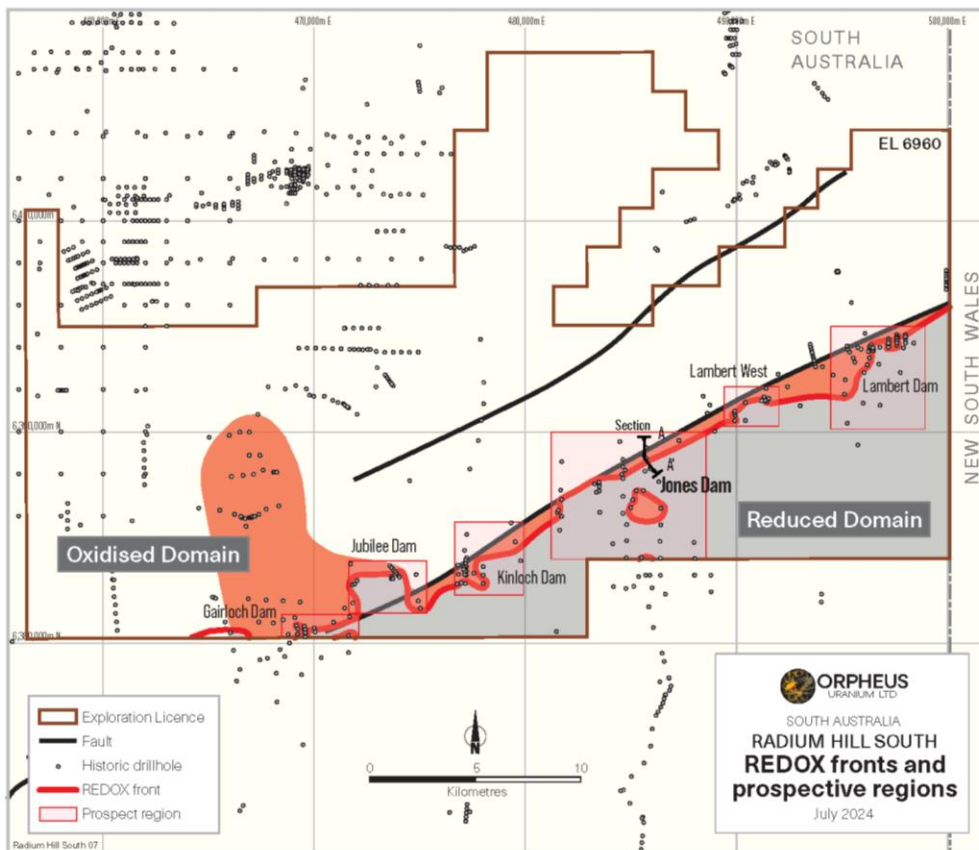 470,000m E
480,000m E
490,000m E
500,000m E
SOUTH
AUSTRALIA
EL 6960
NEW SOUTH WALES
Lambert West
Lambert Dam
Section
A
A'
Jones Dam
Reduced Domain
Oxidised Domain
Jubilee Dam
Kinloch Dam
Gairloch Dam
Exploration Licence
Fault
Historic drillhole
REDOX front
Prospect region
N
0 5 10
Kilometres
ORPHEUS
URANIUM LTD
SOUTH AUSTRALIA
RADIUM HILL SOUTH
REDOX fronts and
prospective regions
July 2024
Radium Hill South 07